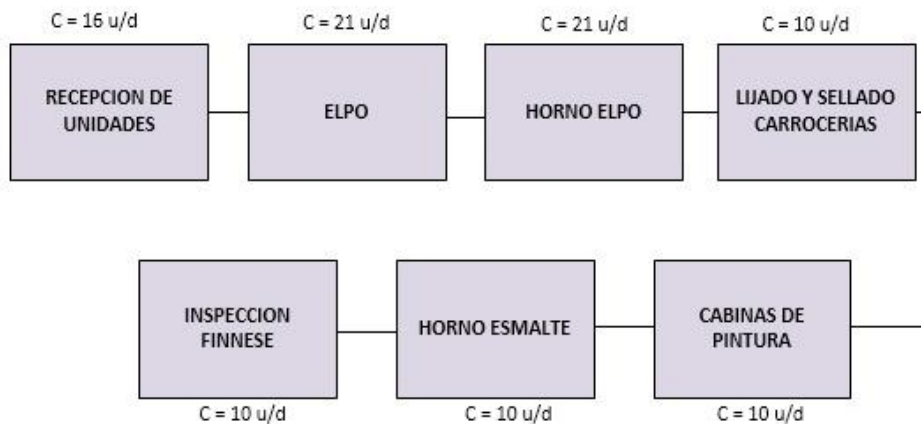 C = 16 u/d
C = 21 u/d
C = 21 u/d
C = 10 u/d
RECEPCION DE
UNIDADES
ELPO
HORNO ELPO
LIJADO Y SELLADO
CARROCERIAS
INSPECCION
FINNESE
HORNO ESMALTE
CABINAS DE
PINTURA
C = 10 u/d
C = 10 u/d
C = 10 u/d